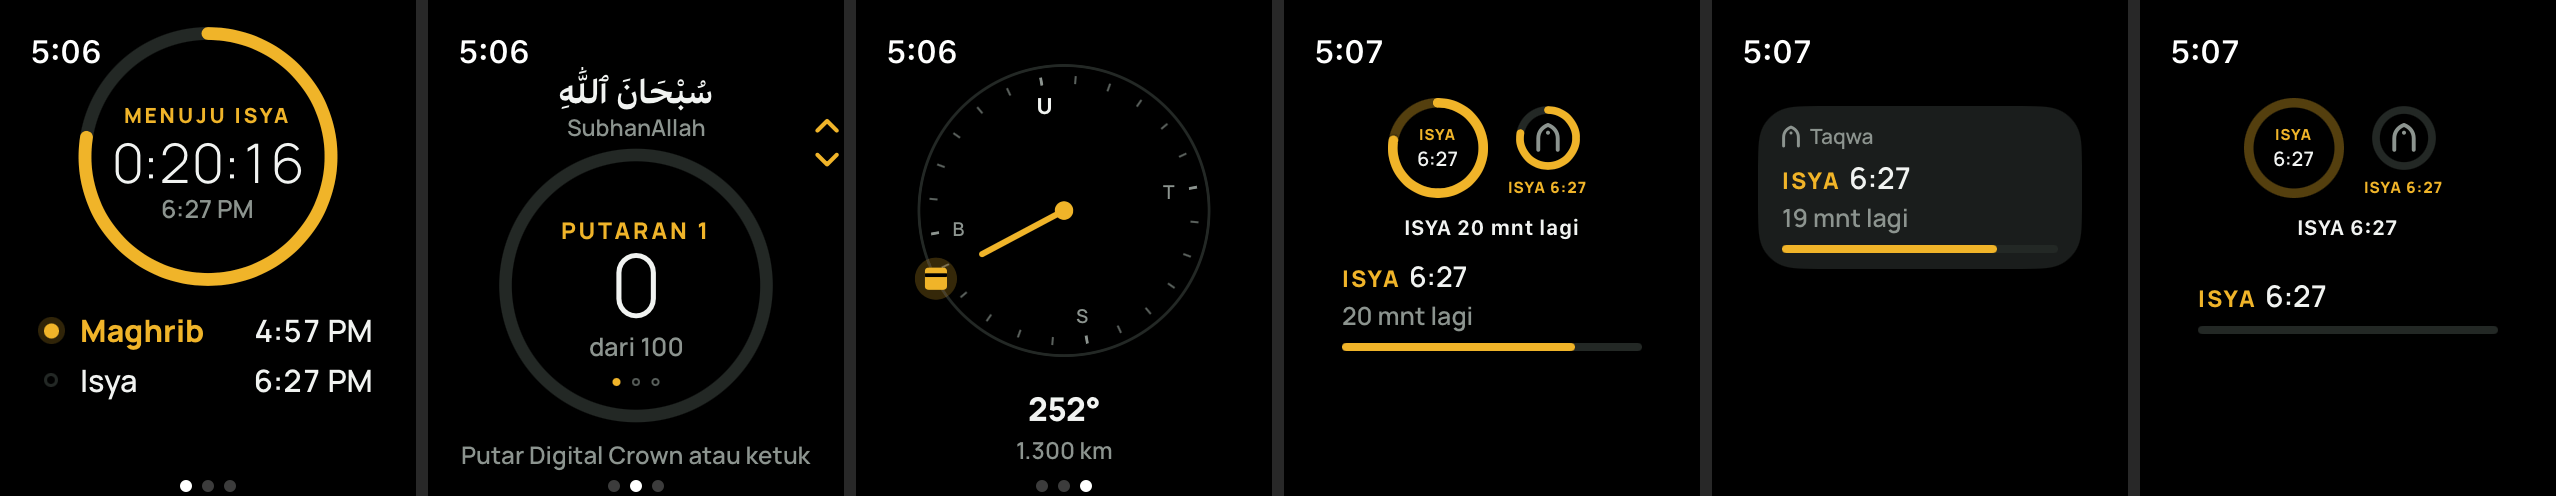 5:06
MENUJU ISYA
0:20:16
6:27 PM
Maghrib 4:57 PM
Isya 6:27 PM
5:06
سُبْحَانَ ٱللَّٰهِ
SubhanAllah
PUTARAN 1
0
dari 100
Putar Digital Crown atau ketuk
5:06
U
T
B
S
252°
1.300 km
5:07
ISYA
6:27
ISYA 6:27
ISYA 20 mnt lagi
ISYA 6:27
20 mnt lagi
5:07
Taqwa
ISYA 6:27
19 mnt lagi
5:07
ISYA
6:27
ISYA 6:27
ISYA 6:27
ISYA 6:27